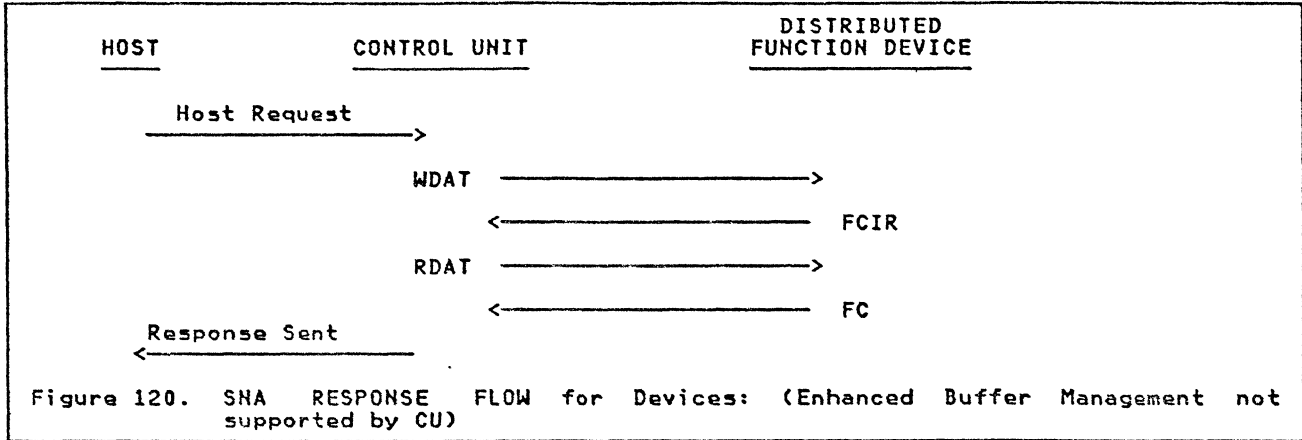 DISTRIBUTED
HOST CONTROL UNIT FUNCTION DEVICE
Host Request
WDAT
FCIR
RDAT
FC
Response Sent
Figure 120. SNA RESPONSE FLOW for Devices: (Enhanced Buffer Management not
supported by CU)